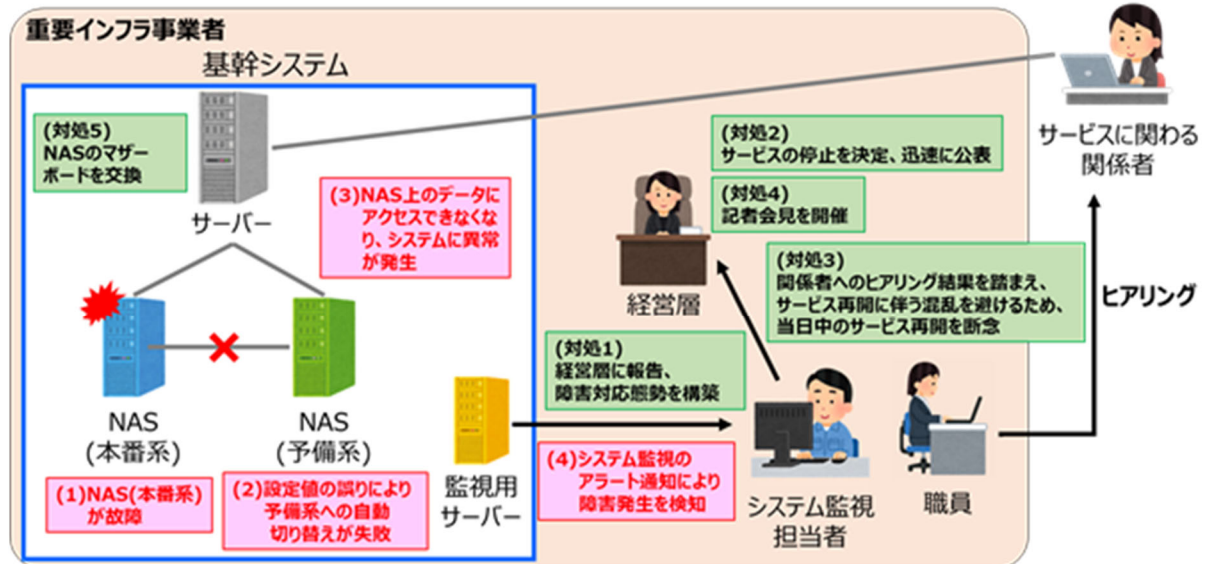 重要インフラ事業者
基幹システム
(対処5)
NASのマザー
ボードを交換
サーバー
(3)NAS上のデータに
アクセスできなくな
り、システムに異常
が発生
NAS
(本番系)
NAS
(予備系)
(1)NAS(本番系)
が故障
(2)設定値の誤りにより
予備系への自動
切り替えが失敗
監視用
サーバー
(4)システム監視の
アラート通知により
障害発生を検知
(対処1)
経営層に報告、
障害対応態勢を構築
経営層
(対処2)
サービスの停止を決定、迅速に公表
(対処4)
記者会見を開催
(対処3)
関係者へのヒアリング結果を踏まえ、
サービス再開に伴う混乱を避けるため、
当日中のサービス再開を断念
システム監視
担当者
職員
サービスに関わる
関係者
ヒアリング